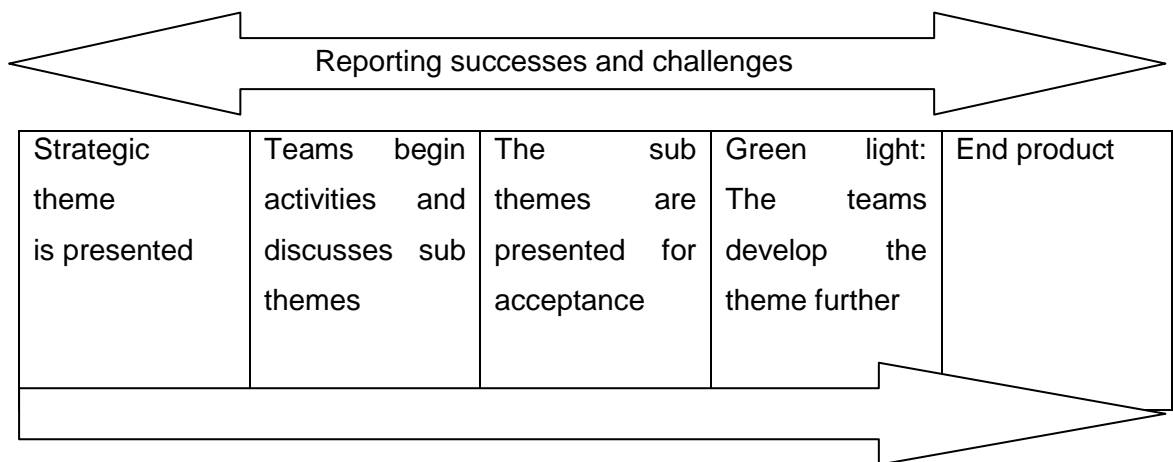 Reporting successes and challenges
Strategic
theme
is presented
Teams begin
activities and
discusses sub
themes
The sub
themes are
presented for
acceptance
Green light:
The teams
develop the
theme further
End product